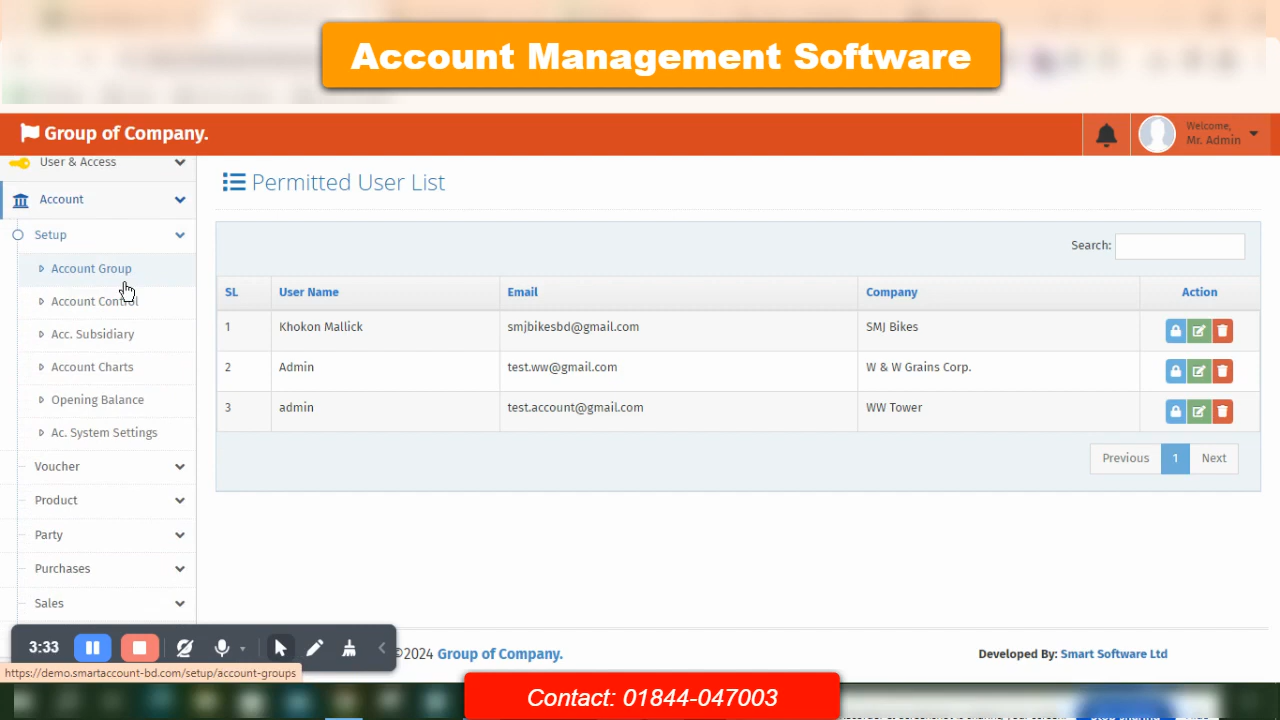 Account Management Software
Group of Company.
Welcome,
Mr. Admin
User & Access
Account
Setup
Account Group
Account Control
Acc. Subsidiary
Account Charts
Opening Balance
Ac. System Settings
Voucher
Product
Party
Purchases
Sales
Permitted User List
Search:
SL User Name Email Company Action
1 Khokon Mallick smjbikesbd@gmail.com SMJ Bikes
2 Admin test.ww@gmail.com W & W Grains Corp.
3 admin test.account@gmail.com WW Tower
Previous 1 Next
3:33
©2024 Group of Company.
Developed By: Smart Software Ltd
https://demo.smartaccount-bd.com/setup/account-groups
Contact: 01844-047003